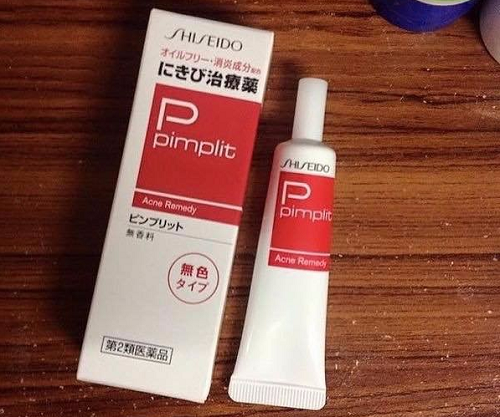 SHISEIDO
オイルフリー・消炎成分配合
にきび治療薬
P
pimplit
Acne Remedy
ピンプリット
無香料
無色
タイプ
第2類医薬品
SHISEIDO
P
pimplit
Acne Remedy